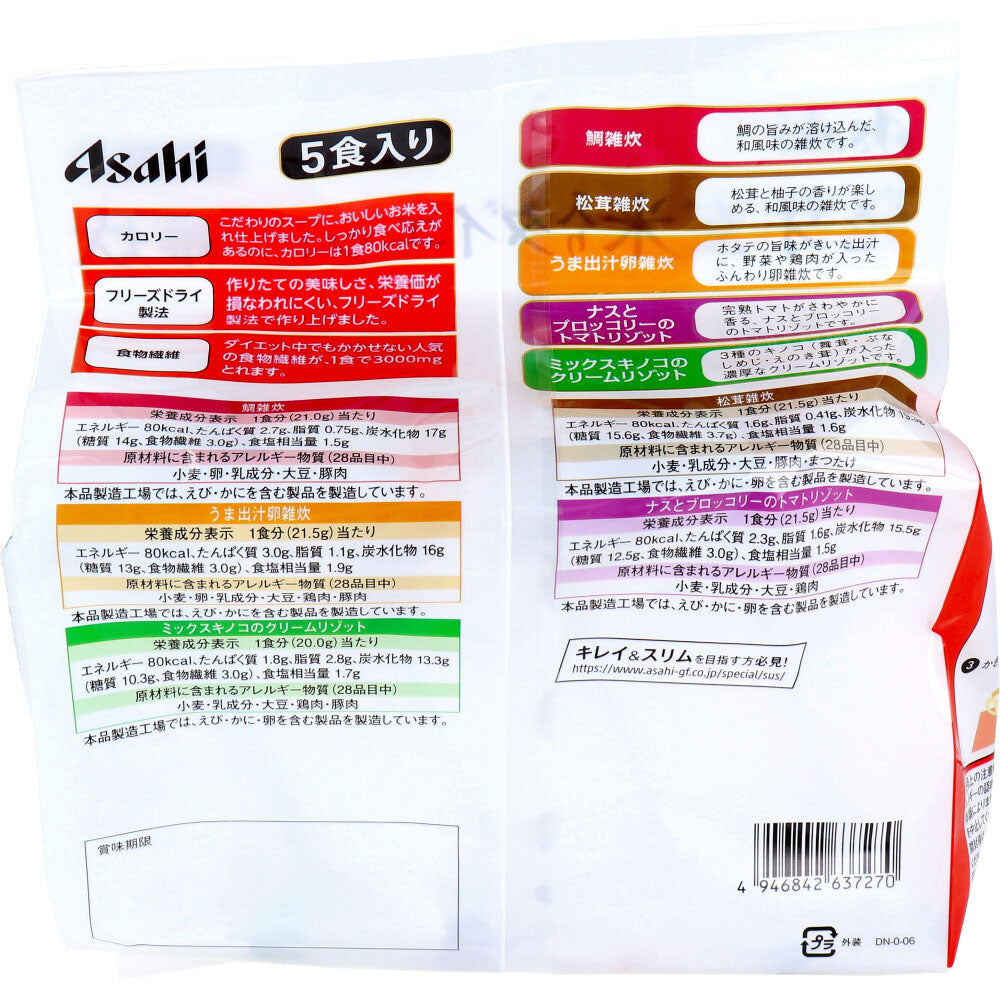 Asahi
5食入り
カロリー
こだわりのスープに、おいしいお米を入
れ仕上げました。しっかり食べ応えが
あるのに、カロリーは1食80kcalです。
フリーズドライ
製法
作りたての美味しさ、栄養価が
損なわれにくい、フリーズドライ
製法で作り上げました。
食物繊維
ダイエット中でもかかせない人気
の食物繊維が、1食で3000mg
とれます。
鯛雑炊
鯛の旨みが溶け込んだ、
和風味の雑炊です。
松茸雑炊
松茸と柚子の香りが楽し
める、和風味の雑炊です。
うま出汁卵雑炊
ホタテの旨味がきいた出汁
に、野菜や鶏肉が入った
ふんわり卵雑炊です。
ナスと
ブロッコリーの
トマトリゾット
完熟トマトがさわやかに
香る、ナスとブロッコリー
のトマトリゾットです。
ミックスキノコの
クリームリゾット
3種のキノコ(舞茸・ぶな
しめじ・えのき茸)が入った
濃厚なクリームリゾットです。
鯛雑炊
栄養成分表示 1食分(21.0g)当たり
エネルギー 80kcal、たんぱく質 2.7g、脂質 0.75g、炭水化物 17g
(糖質 14g、食物繊維 3.0g)、食塩相当量 1.5g
原材料に含まれるアレルギー物質(28品目中)
小麦・卵・乳成分・大豆・豚肉
本品製造工場では、えび・かにを含む製品を製造しています。
うま出汁卵雑炊
栄養成分表示 1食分(21.5g)当たり
エネルギー 80kcal、たんぱく質 3.0g、脂質 1.1g、炭水化物 16g
(糖質 13g、食物繊維 3.0g)、食塩相当量 1.9g
原材料に含まれるアレルギー物質(28品目中)
小麦・卵・乳成分・大豆・鶏肉・豚肉
本品製造工場では、えび・かにを含む製品を製造しています。
ミックスキノコのクリームリゾット
栄養成分表示 1食分(20.0g)当たり
エネルギー 80kcal、たんぱく質 1.8g、脂質 2.8g、炭水化物 13.3g
(糖質 10.3g、食物繊維 3.0g)、食塩相当量 1.7g
原材料に含まれるアレルギー物質(28品目中)
小麦・乳成分・大豆・鶏肉・豚肉
本品製造工場では、えび・かに・卵を含む製品を製造しています。
松茸雑炊
栄養成分表示 1食分(21.5g)当たり
エネルギー 80kcal、たんぱく質 1.6g、脂質 0.41g、炭水化物
(糖質 15.6g、食物繊維 3.7g)、食塩相当量 1.6g
原材料に含まれるアレルギー物質(28品目中)
小麦・乳成分・大豆・豚肉・まつたけ
本品製造工場では、えび・かに・卵を含む製品を製造しています。
ナスとブロッコリーのトマトリゾット
栄養成分表示 1食分(21.5g)当たり
エネルギー 80kcal、たんぱく質 2.3g、脂質 1.6g、炭水化物 15.5g
(糖質 12.5g、食物繊維 3.0g)、食塩相当量 1.5g
原材料に含まれるアレルギー物質(28品目中)
小麦・乳成分・大豆・鶏肉
本品製造工場では、えび・かに・卵を含む製品を製造しています。
キレイ&スリムを目指す方必見!
https://www.asahi-gf.co.jp/special/sus/
賞味期限
4 946842 637270
プラ 外装 DN-0-06
3 かき